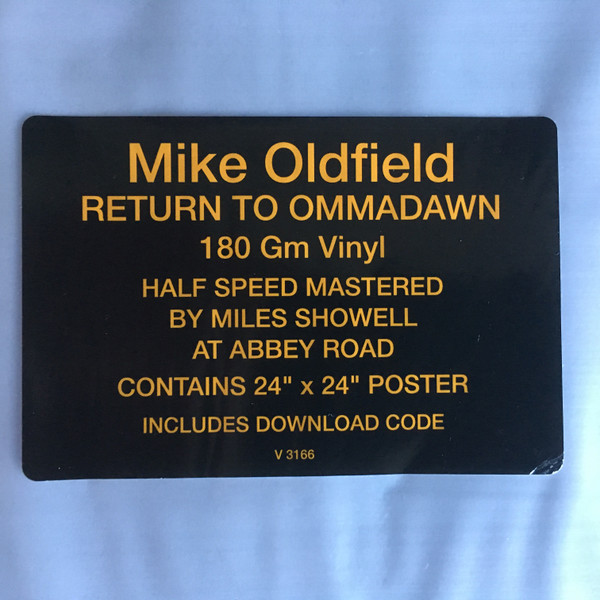 Mike Oldfield
RETURN TO OMMADAWN
180 Gm Vinyl
HALF SPEED MASTERED
BY MILES SHOWELL
AT ABBEY ROAD
CONTAINS 24" x 24" POSTER
INCLUDES DOWNLOAD CODE
V 3166